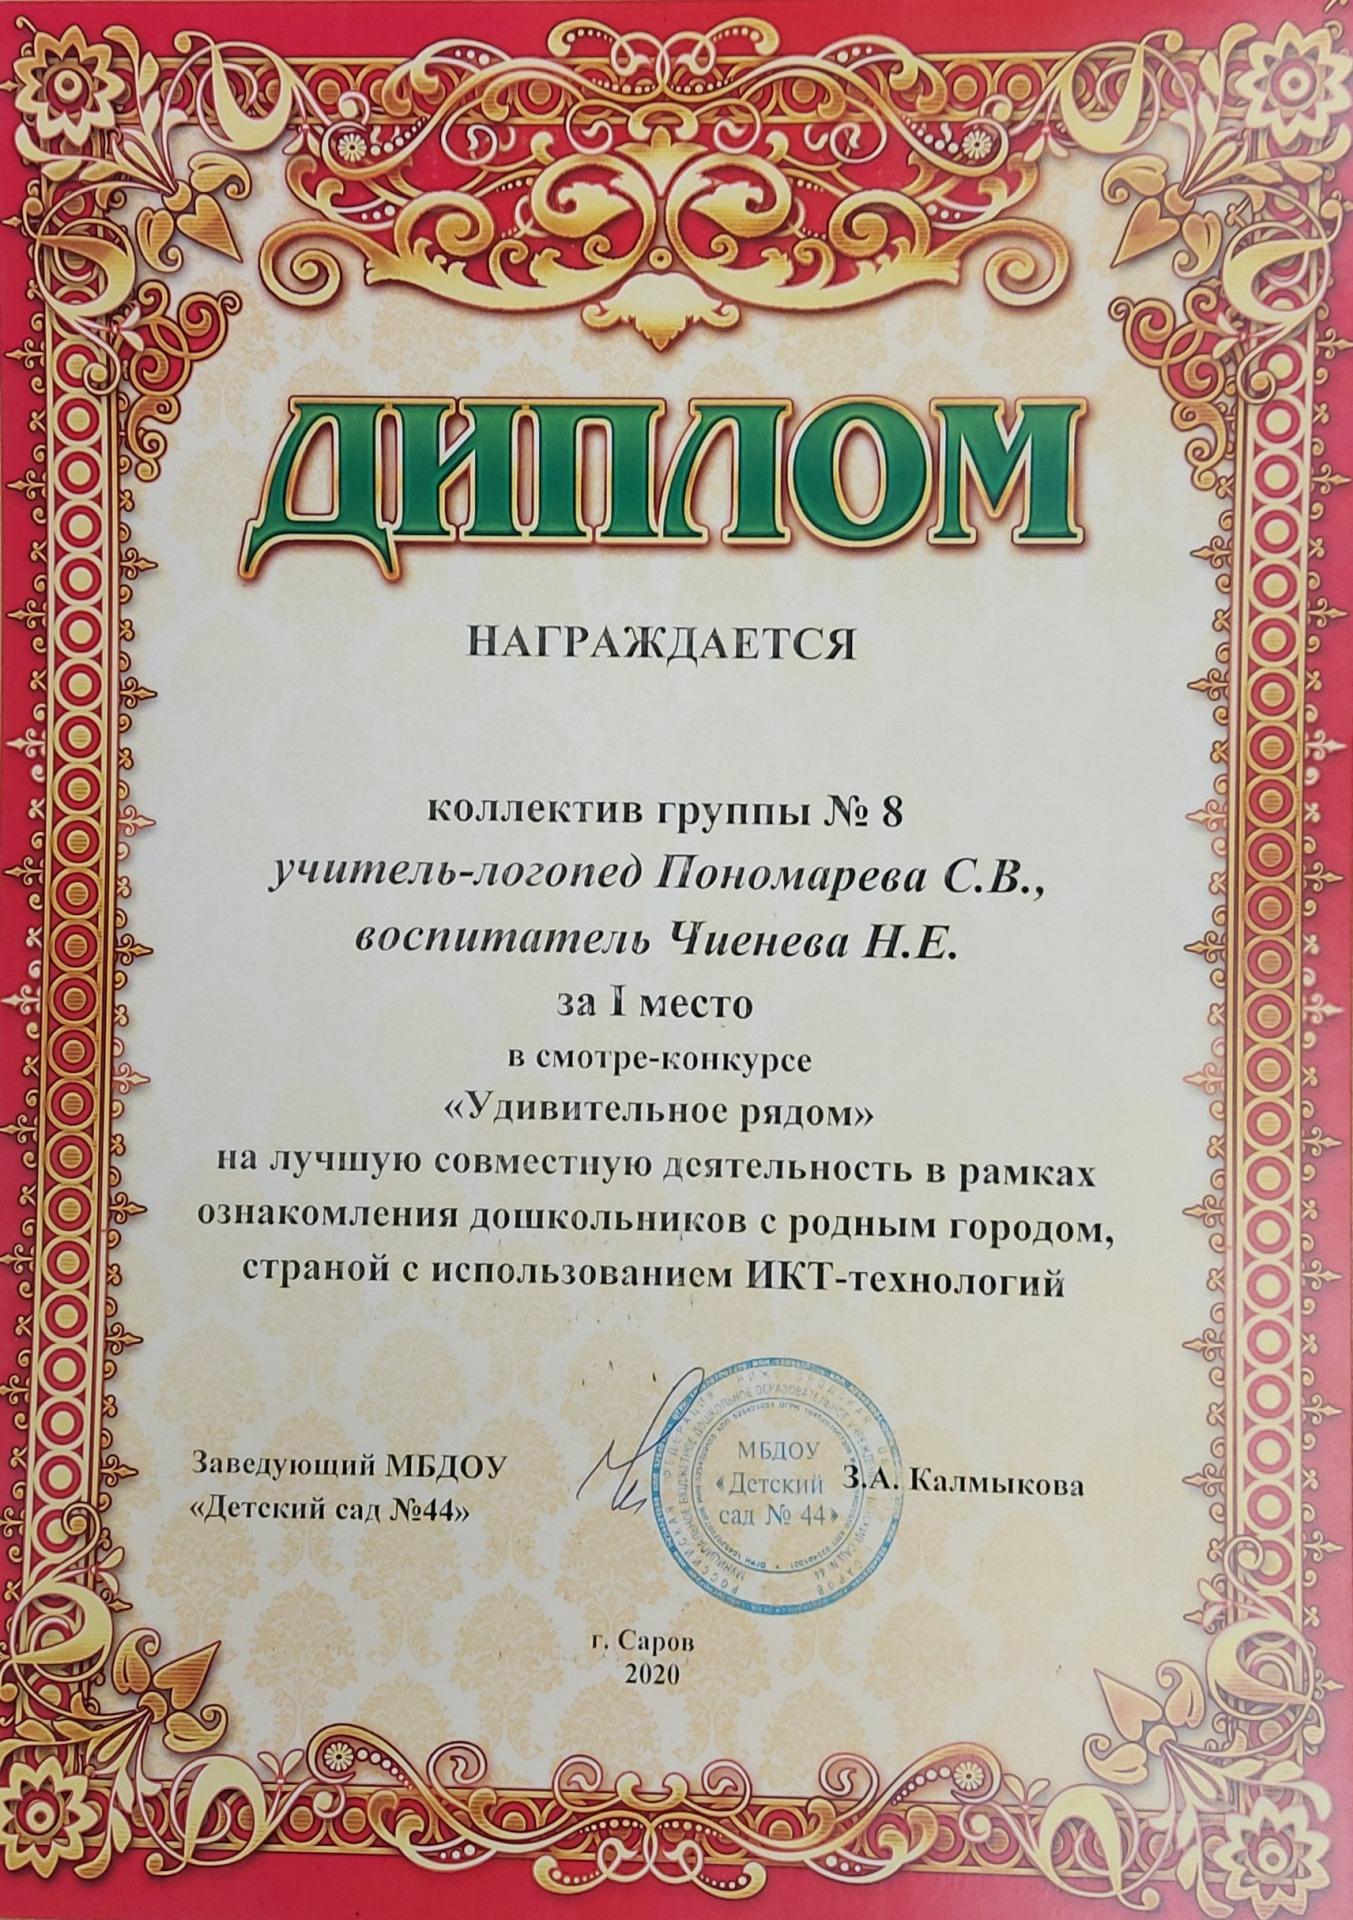 ДИПЛОМ
НАГРАЖДАЕТСЯ
коллектив группы № 8
учитель-логопед Пономарева С.В.,
воспитатель Чиенева Н.Е.
за I место
в смотре-конкурсе
«Удивительное рядом»
на лучшую совместную деятельность в рамках
ознакомления дошкольников с родным городом,
страной с использованием ИКТ-технологий
Заведующий МБДОУ
«Детский сад №44»
МБДОУ
«Детский
сад № 44»
З.А. Калмыкова
г. Саров
2020